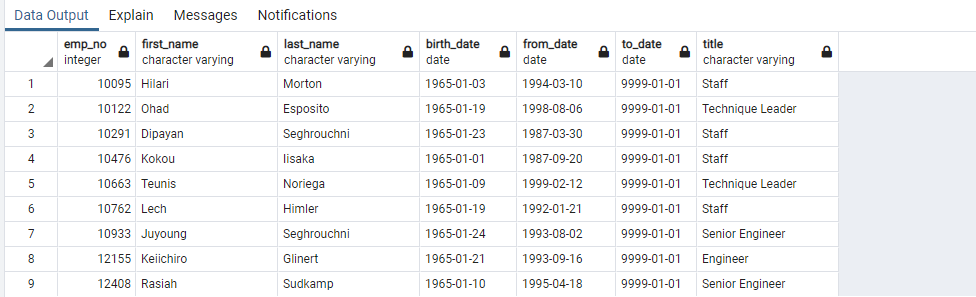 Data Output Explain Messages Notifications
emp_no first_name last_name birth_date from_date to_date title
integer character varying character varying date date date character varying
1 10095 Hilari Morton 1965-01-03 1994-03-10 9999-01-01 Staff
2 10122 Ohad Esposito 1965-01-19 1998-08-06 9999-01-01 Technique Leader
3 10291 Dipayan Seghrouchni 1965-01-23 1987-03-30 9999-01-01 Staff
4 10476 Kokou Iisaka 1965-01-01 1987-09-20 9999-01-01 Staff
5 10663 Teunis Noriega 1965-01-09 1999-02-12 9999-01-01 Technique Leader
6 10762 Lech Himler 1965-01-19 1992-01-21 9999-01-01 Staff
7 10933 Juyoung Seghrouchni 1965-01-24 1993-08-02 9999-01-01 Senior Engineer
8 12155 Keiichiro Glinert 1965-01-21 1993-09-16 9999-01-01 Engineer
9 12408 Rasiah Sudkamp 1965-01-10 1995-04-18 9999-01-01 Senior Engineer